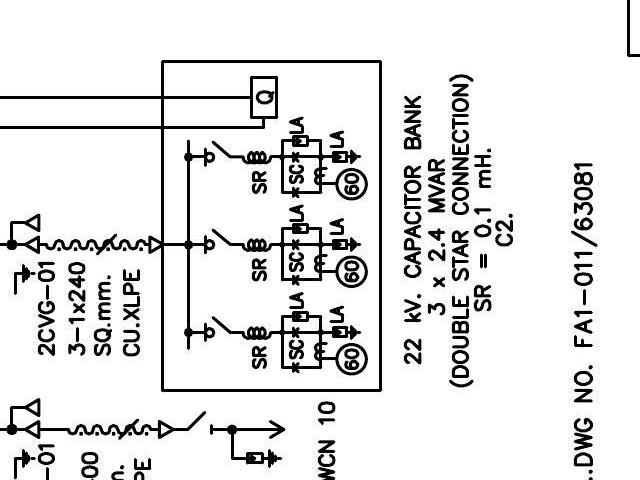 Q
LA
LA
SC
SR
60
LA
LA
SC
SR
60
LA
LA
SC
SR
60
2CVG-01
3-1x240
SQ.mm.
CU.XLPE
22 kV. CAPACITOR BANK
3 x 2.4 MVAR
(DOUBLE STAR CONNECTION)
SR = 0.1 mH.
C2.
DWG NO. FA1-011/63081
WCN 10
-01